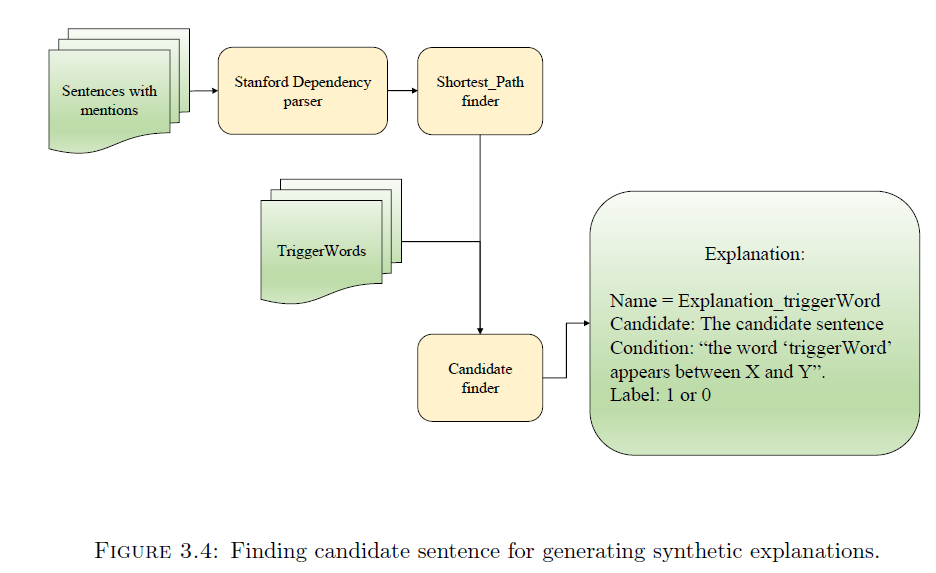 Sentences with
mentions
Stanford Dependency
parser
Shortest_Path
finder
TriggerWords
Candidate
finder
Explanation:
Name = Explanation_triggerWord
Candidate: The candidate sentence
Condition: “the word ‘triggerWord’
appears between X and Y”.
Label: 1 or 0
FIGURE 3.4: Finding candidate sentence for generating synthetic explanations.